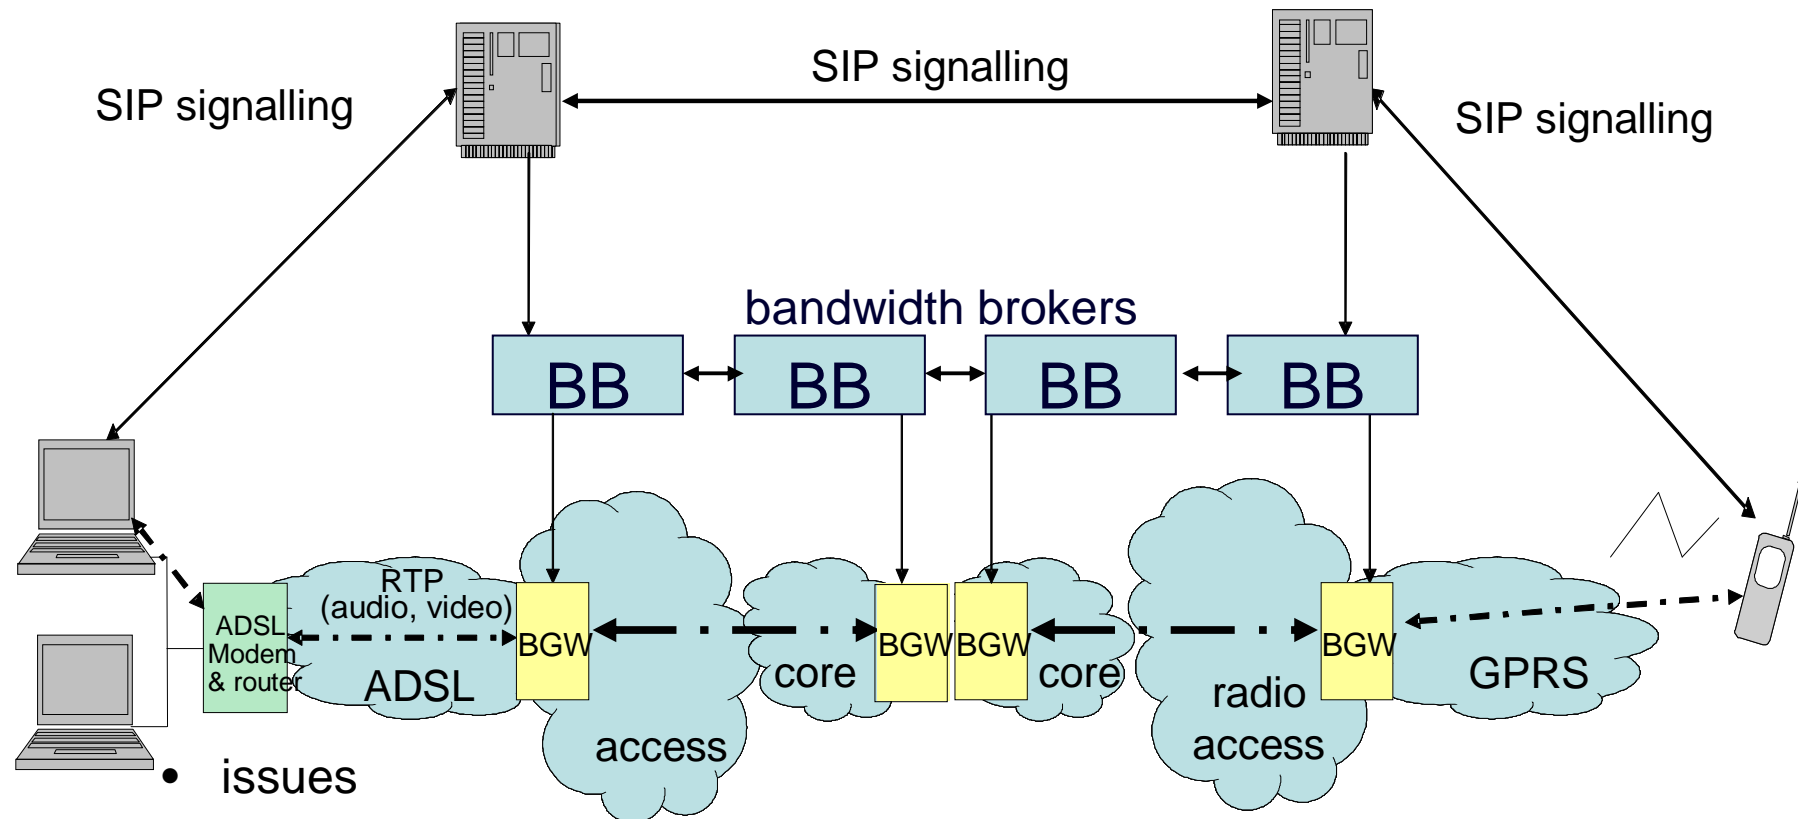 SIP signalling
SIP signalling
SIP signalling
bandwidth brokers
BB
BB
BB
BB
RTP
(audio, video)
ADSL
Modem
& router
ADSL
BGW
access
core
BGW
BGW
core
radio
access
BGW
GPRS
• issues